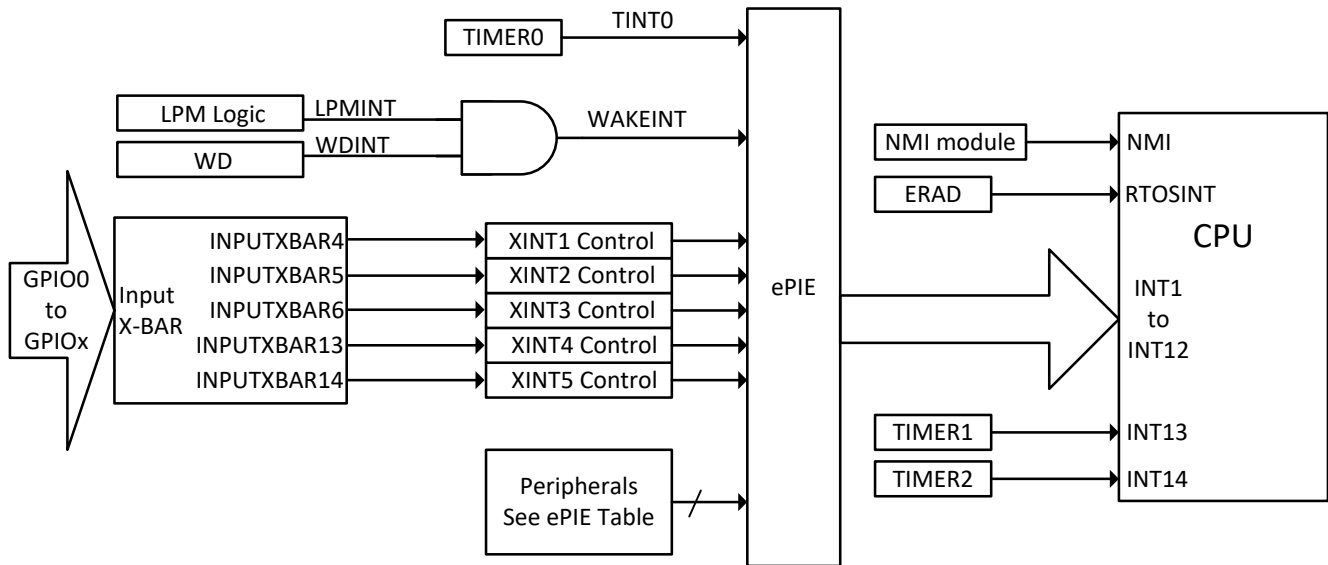 TIMER0
TINT0
LPM Logic
LPMINT
WD
WDINT
WAKEINT
GPIO0
to
GPIOx
Input
X-BAR
INPUTXBAR4
INPUTXBAR5
INPUTXBAR6
INPUTXBAR13
INPUTXBAR14
XINT1 Control
XINT2 Control
XINT3 Control
XINT4 Control
XINT5 Control
Peripherals
See ePIE Table
ePIE
NMI module
ERAD
TIMER1
TIMER2
NMI
RTOSINT
CPU
INT1
to
INT12
INT13
INT14